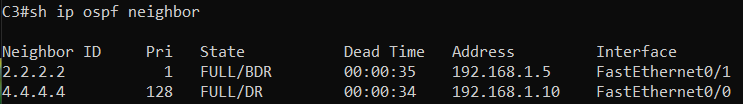 C3#sh ip ospf neighbor
Neighbor ID     Pri   State           Dead Time   Address         Interface
2.2.2.2           1   FULL/BDR        00:00:35    192.168.1.5     FastEthernet0/1
4.4.4.4         128   FULL/DR         00:00:34    192.168.1.10    FastEthernet0/0